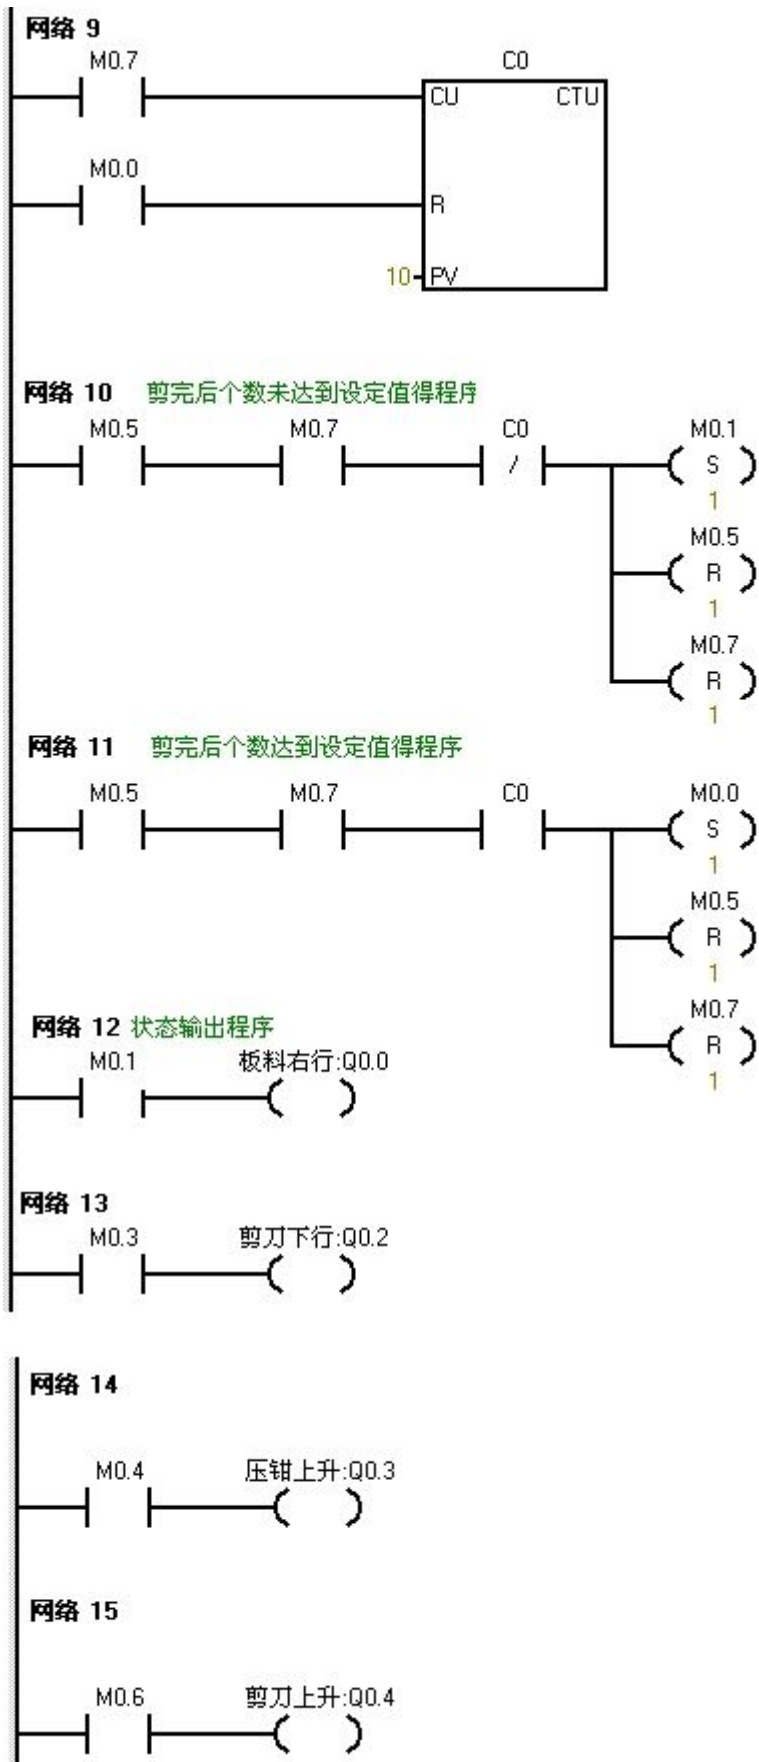 网络 9
M0.7 C0
CU CTU
M0.0
R
10 PV
网络 10 剪完后个数未达到设定值得程序
M0.5 M0.7 C0 M0.1
/ S
1
M0.5
R
1
M0.7
R
1
网络 11 剪完后个数达到设定值得程序
M0.5 M0.7 C0 M0.0
S
1
M0.5
R
1
M0.7
R
1
网络 12 状态输出程序
M0.1 板料右行:Q0.0
网络 13
M0.3 剪刀下行:Q0.2
网络 14
M0.4 压钳上升:Q0.3
网络 15
M0.6 剪刀上升:Q0.4